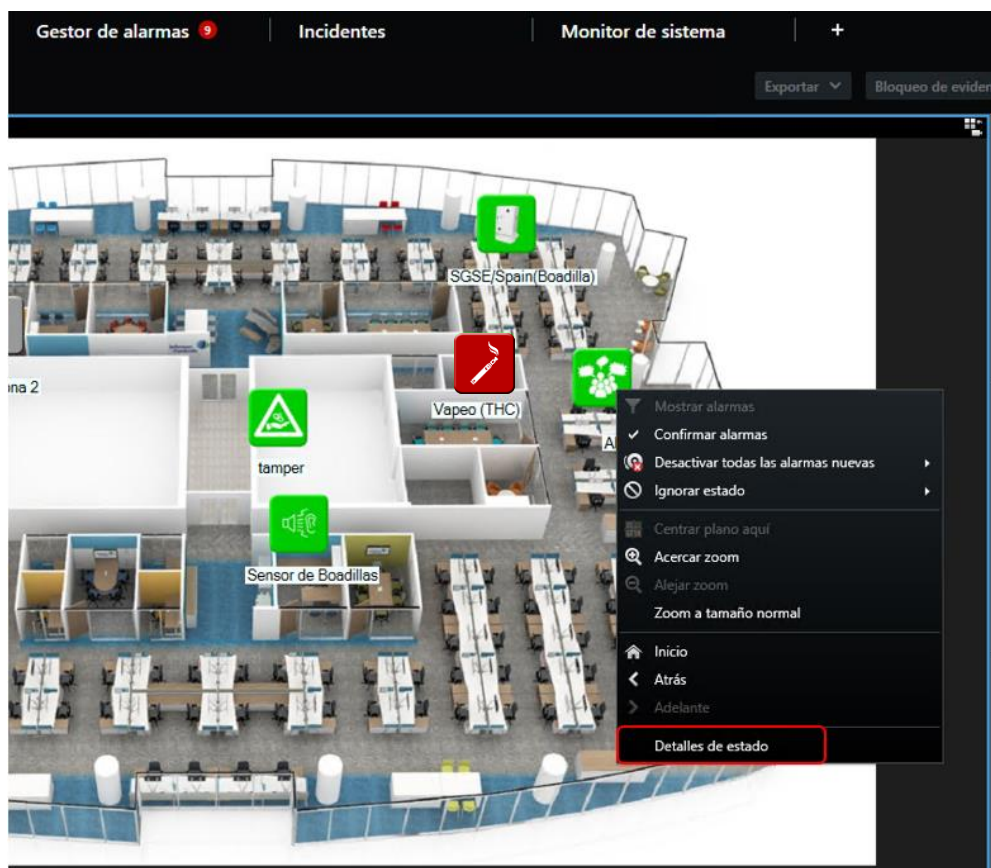 Gestor de alarmas 9
Incidentes
Monitor de sistema
+
Exportar
Bloqueo de eviden
SGSE/Spain(Boadilla)
ona 2
Vapeo (THC)
tamper
Sensor de Boadillas
Mostrar alarmas
Confirmar alarmas
Desactivar todas las alarmas nuevas
Ignorar estado
Centrar plano aquí
Acercar zoom
Alejar zoom
Zoom a tamaño normal
Inicio
Atrás
Adelante
Detalles de estado